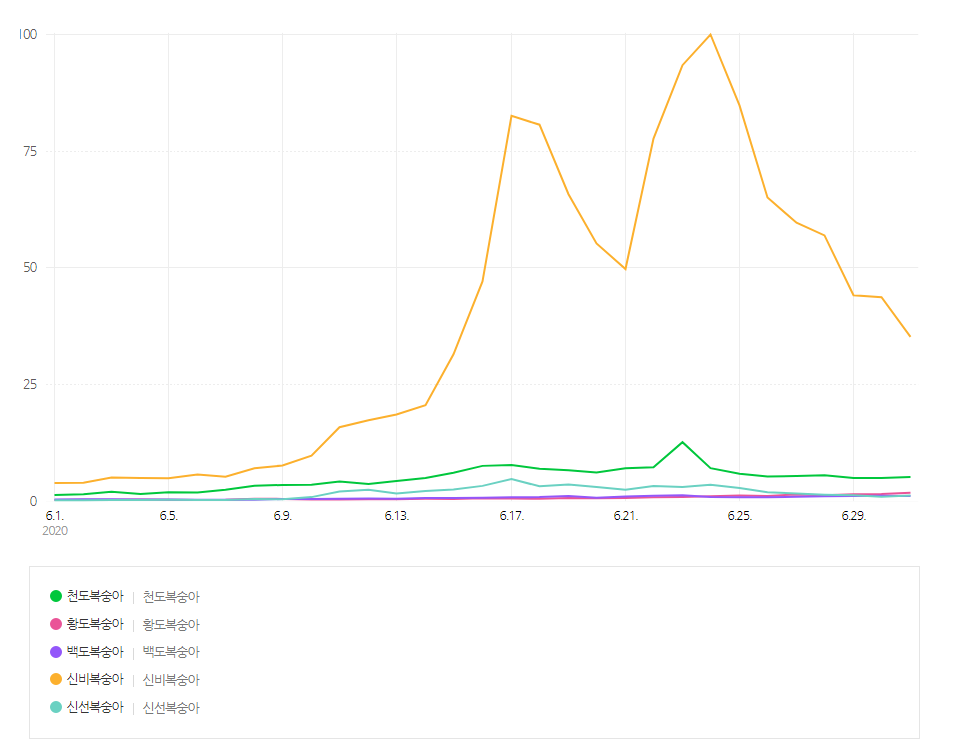 100
75
50
25
0
6.1. 6.5. 6.9. 6.13. 6.17. 6.21. 6.25. 6.29.
2020
천도복숭아 | 천도복숭아
황도복숭아 | 황도복숭아
백도복숭아 | 백도복숭아
신비복숭아 | 신비복숭아
신선복숭아 | 신선복숭아